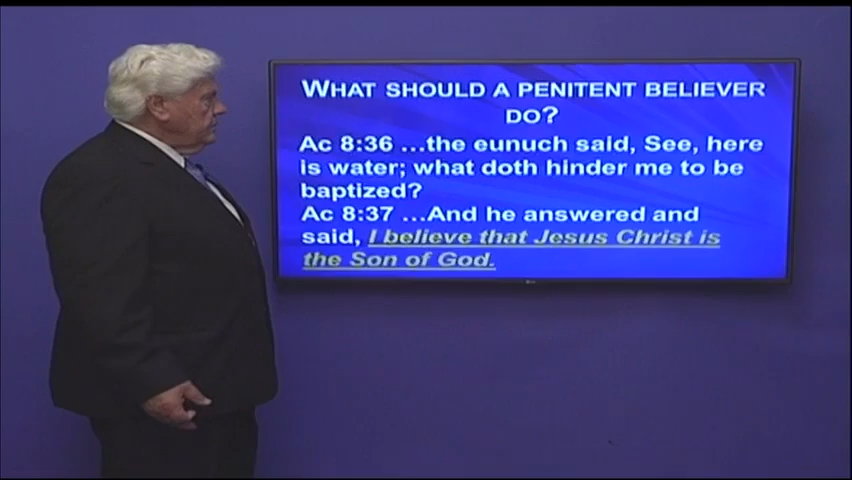 WHAT SHOULD A PENITENT BELIEVER
DO?
Ac 8:36 ...the eunuch said, See, here
is water; what doth hinder me to be
baptized?
Ac 8:37 ...And he answered and
said, I believe that Jesus Christ is
the Son of God.